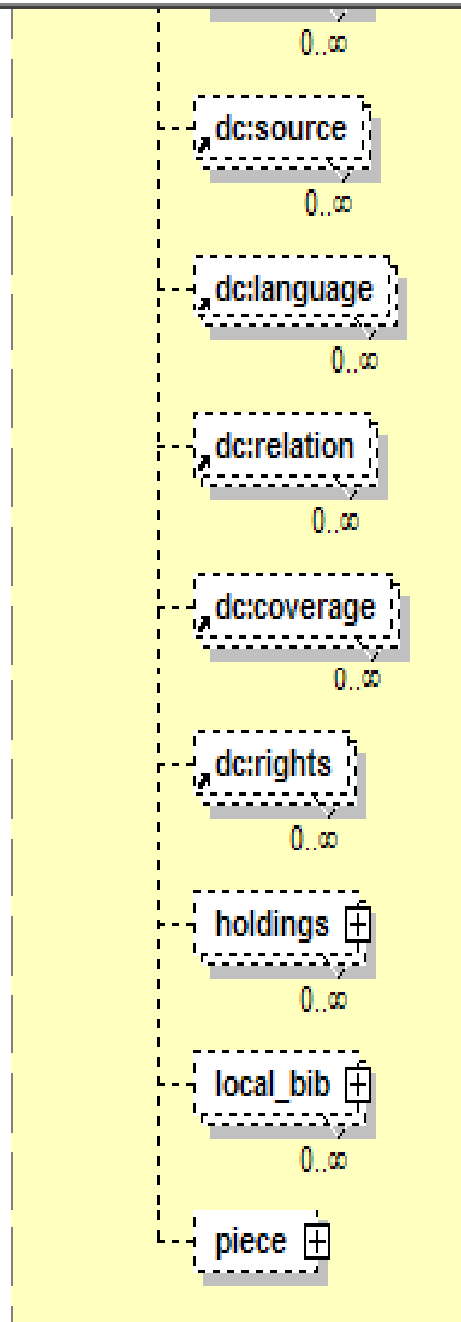 0..∞
dc:source
0..∞
dc:language
0..∞
dc:relation
0..∞
dc:coverage
0..∞
dc:rights
0..∞
holdings
0..∞
local_bib
0..∞
piece